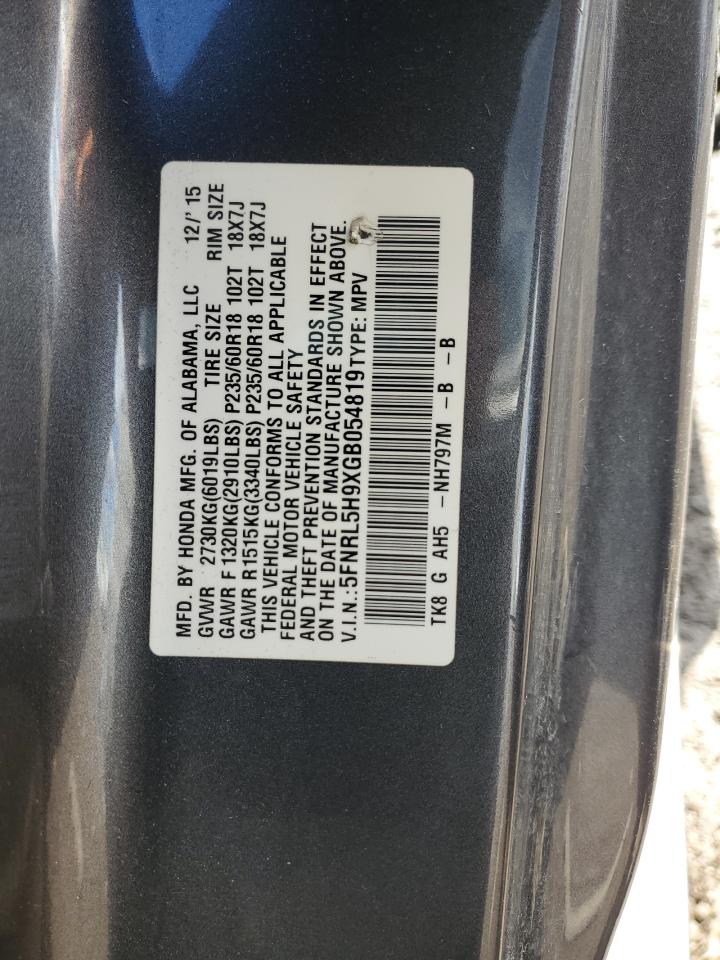 MFD. BY HONDA MFG. OF ALABAMA, LLC 12/'15
GVWR 2730KG(6019LBS) TIRE SIZE RIM SIZE
GAWR F 1320KG(2910LBS) P235/60R18 102T 18X7J
GAWR R1515KG(3340LBS) P235/60R18 102T 18X7J
THIS VEHICLE CONFORMS TO ALL APPLICABLE
FEDERAL MOTOR VEHICLE SAFETY
AND THEFT PREVENTION STANDARDS IN EFFECT
ON THE DATE OF MANUFACTURE SHOWN ABOVE.
V.I.N.:5FNRL5H9XGB054819 TYPE: MPV
TK8 G AH5 -NH797M -B -B